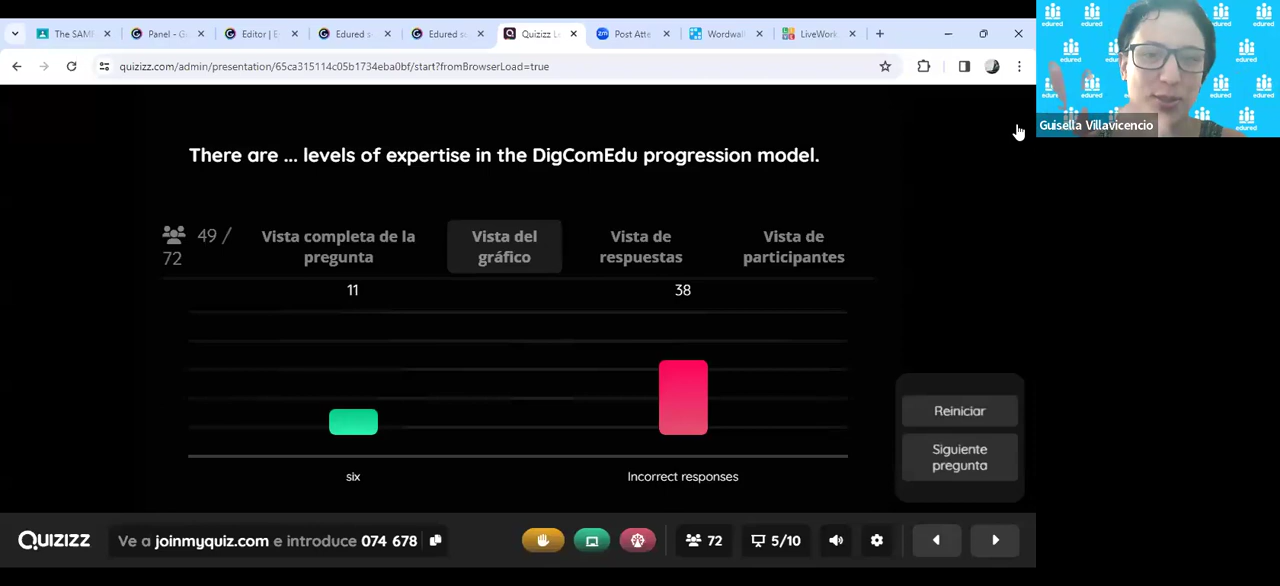 The SAMF
Panel - G
Editor | E
Edured s
Edured so
Quizizz L
Post Atte
Wordwall
LiveWork
quizizz.com/admin/presentation/65ca315114c05b1734eba0bf/start?fromBrowserLoad=true
edured
Guisella Villavicencio
There are ... levels of expertise in the DigComEdu progression model.
49 /
72
Vista completa de la
pregunta
Vista del
gráfico
Vista de
respuestas
Vista de
participantes
11
38
six
Incorrect responses
Reiniciar
Siguiente
pregunta
Quizizz
Ve a joinmyquiz.com e introduce 074 678
72
5/10